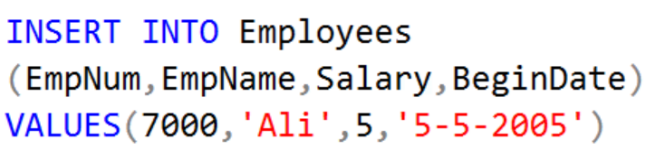 INSERT INTO Employees
(EmpNum,EmpName,Salary,BeginDate)
VALUES(7000,'Ali',5,'5-5-2005')